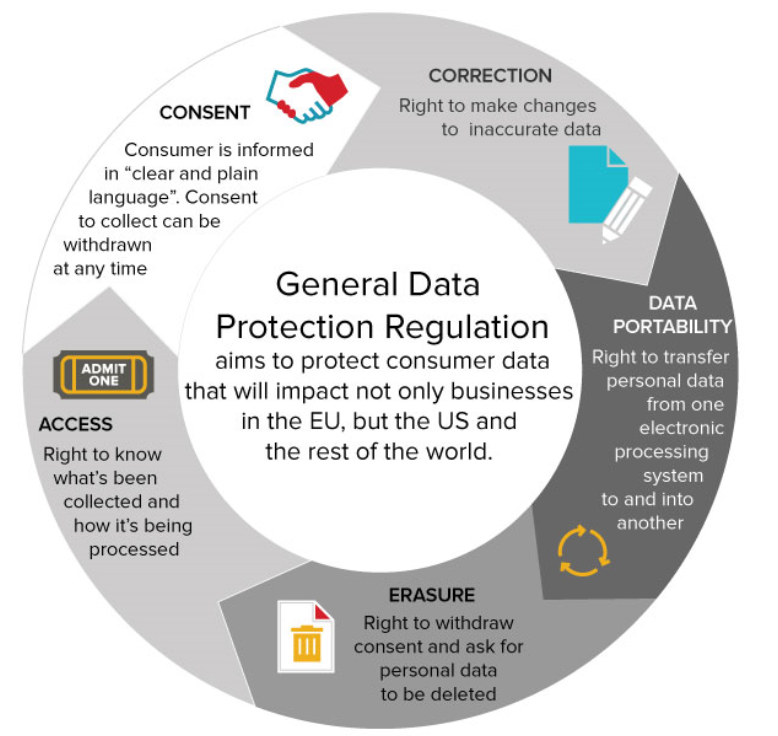 General Data
Protection Regulation
aims to protect consumer data
that will impact not only businesses
in the EU, but the US and
the rest of the world.
CONSENT
Consumer is informed
in “clear and plain
language”. Consent
to collect can be
withdrawn
at any time
CORRECTION
Right to make changes
to inaccurate data
DATA
PORTABILITY
Right to transfer
personal data
from one
electronic
processing
system
to and into
another
ERASURE
Right to withdraw
consent and ask for
personal data
to be deleted
ADMIT
ONE
ACCESS
Right to know
what’s been
collected and
how it’s being
processed